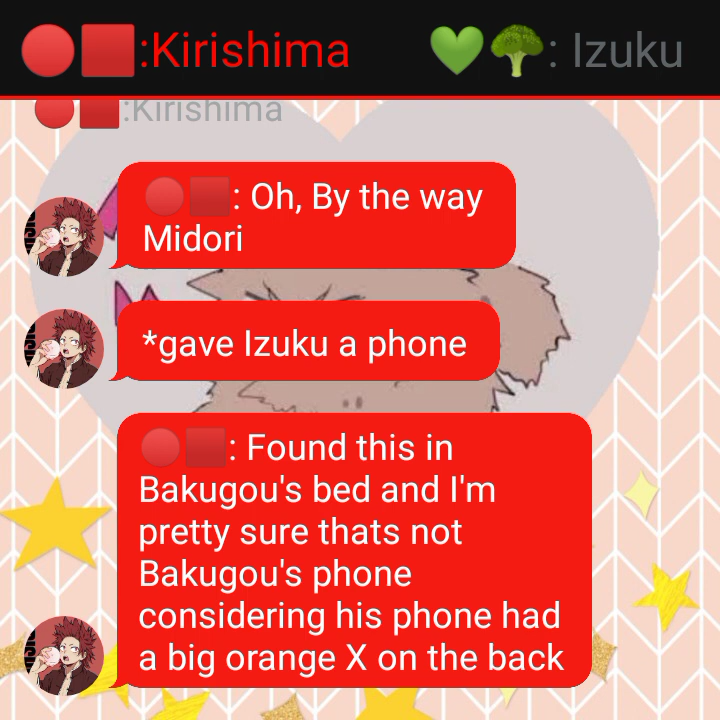 🔴🟥:Kirishima 💚🥦: Izuku
🔴🟥:Kirishima
🔴🟥: Oh, By the way
Midori
*gave Izuku a phone
🔴🟥: Found this in
Bakugou's bed and I'm
pretty sure thats not
Bakugou's phone
considering his phone had
a big orange X on the back